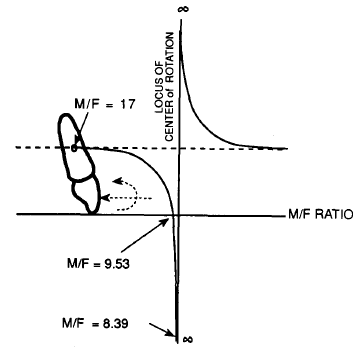 ∞
LOCUS OF
CENTER of ROTATION
M/F = 17
M/F RATIO
M/F = 9.53
M/F = 8.39
∞